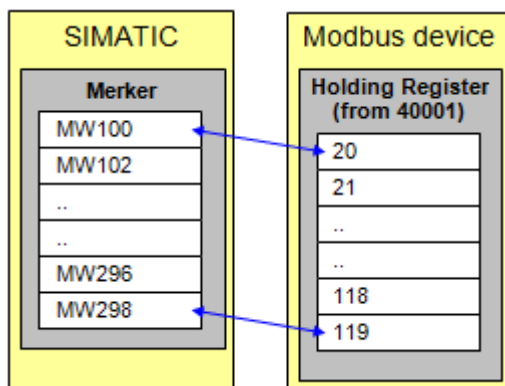 SIMATIC
Merker
MW100
MW102
..
..
MW296
MW298
Modbus device
Holding Register
(from 40001)
20
21
..
..
118
119